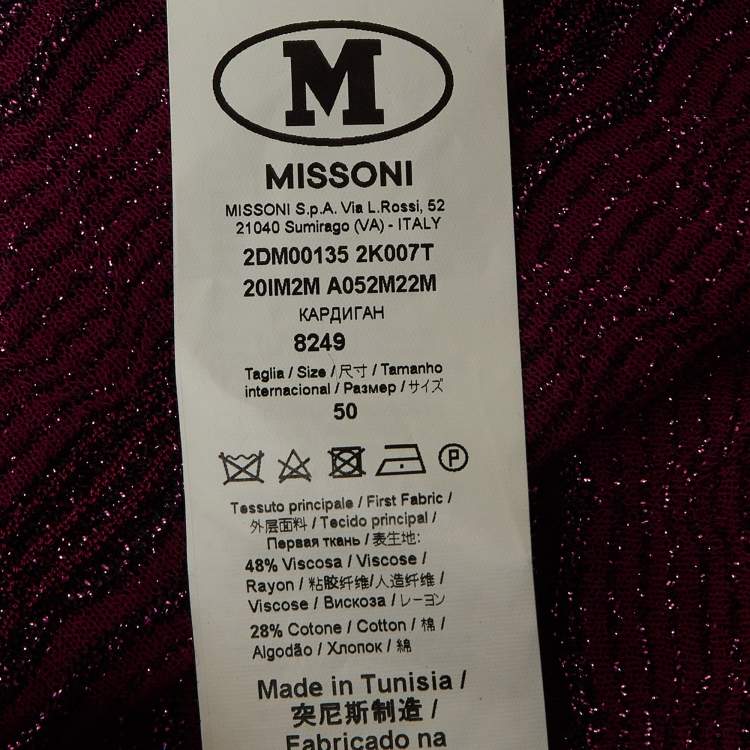 M
MISSONI
MISSONI S.p.A. Via L.Rossi, 52
21040 Sumirago (VA) - ITALY
2DM00135 2K007T
20IM2M A052M22M
КАРДИГАН
8249
Taglia / Size / 尺寸 / Tamanho
internacional / Размер / サイズ
50
P
Tessuto principale / First Fabric /
外层面料 / Tecido principal /
Первая ткань / 表生地:
48% Viscosa / Viscose /
Rayon / 粘胶纤维/人造纤维 /
Viscose / Вискоза / レーヨン
28% Cotone / Cotton / 棉 /
Algodão / Хлопок / 綿
Made in Tunisia /
突尼斯制造 /
Fabricado na